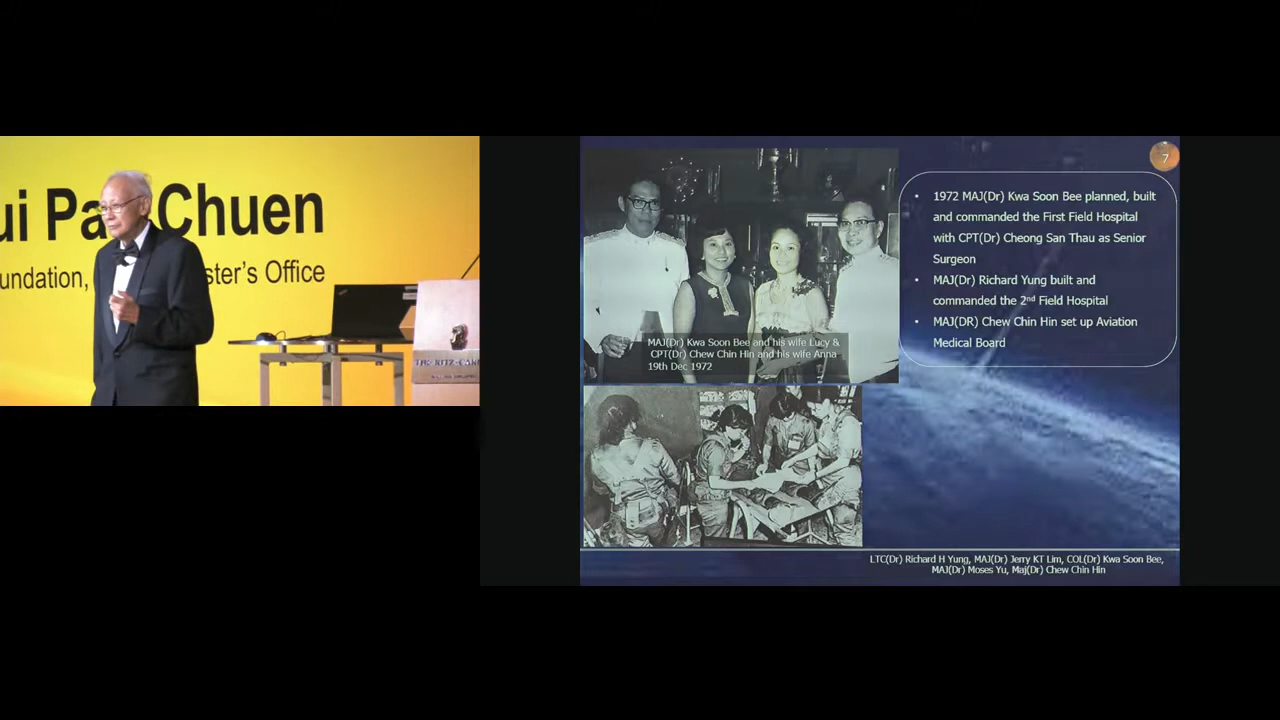 ui Pa Chuen
undation, ster's Office
THE RITZ-CAR
7
• 1972 MAJ(Dr) Kwa Soon Bee planned, built
and commanded the First Field Hospital
with CPT(Dr) Cheong San Thau as Senior
Surgeon
• MAJ(Dr) Richard Yung built and
commanded the 2nd Field Hospital
• MAJ(DR) Chew Chin Hin set up Aviation
Medical Board
MAJ(Dr) Kwa Soon Bee and his wife Lucy &
CPT(Dr) Chew Chin Hin and his wife Anna
19th Dec 1972
LTC(Dr) Richard H Yung, MAJ(Dr) Jerry KT Lim, COL(Dr) Kwa Soon Bee,
MAJ(Dr) Moses Yu, Maj(Dr) Chew Chin Hin